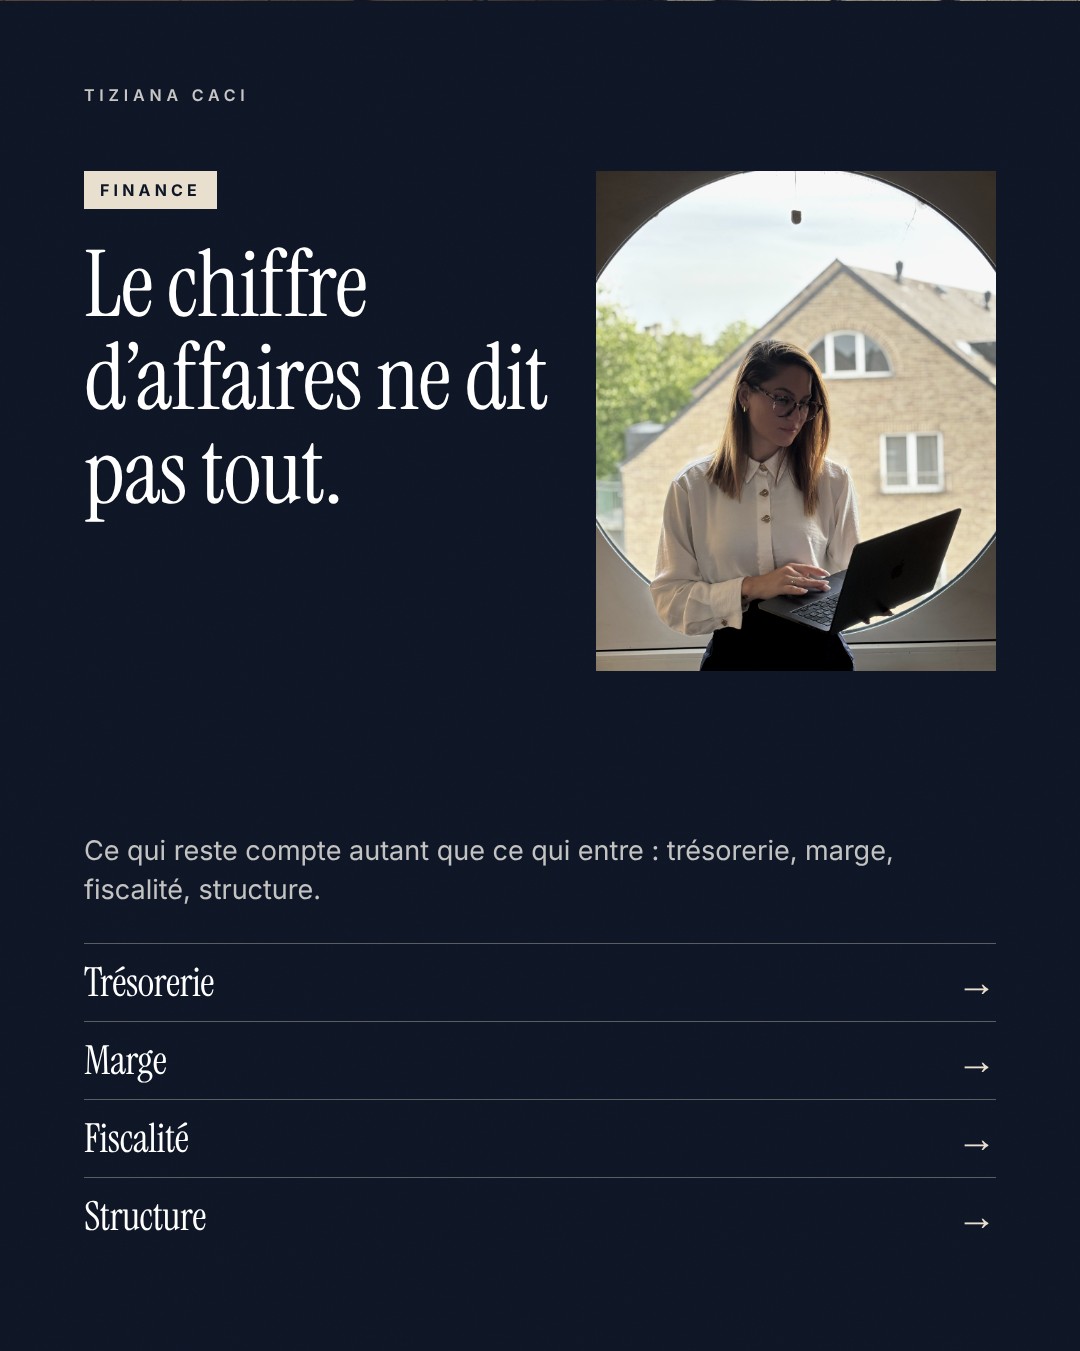 TIZIANA CACI
FINANCE
Le chiffre
d’affaires ne dit
pas tout.
Ce qui reste compte autant que ce qui entre : trésorerie, marge,
fiscalité, structure.
Trésorerie →
Marge →
Fiscalité →
Structure →